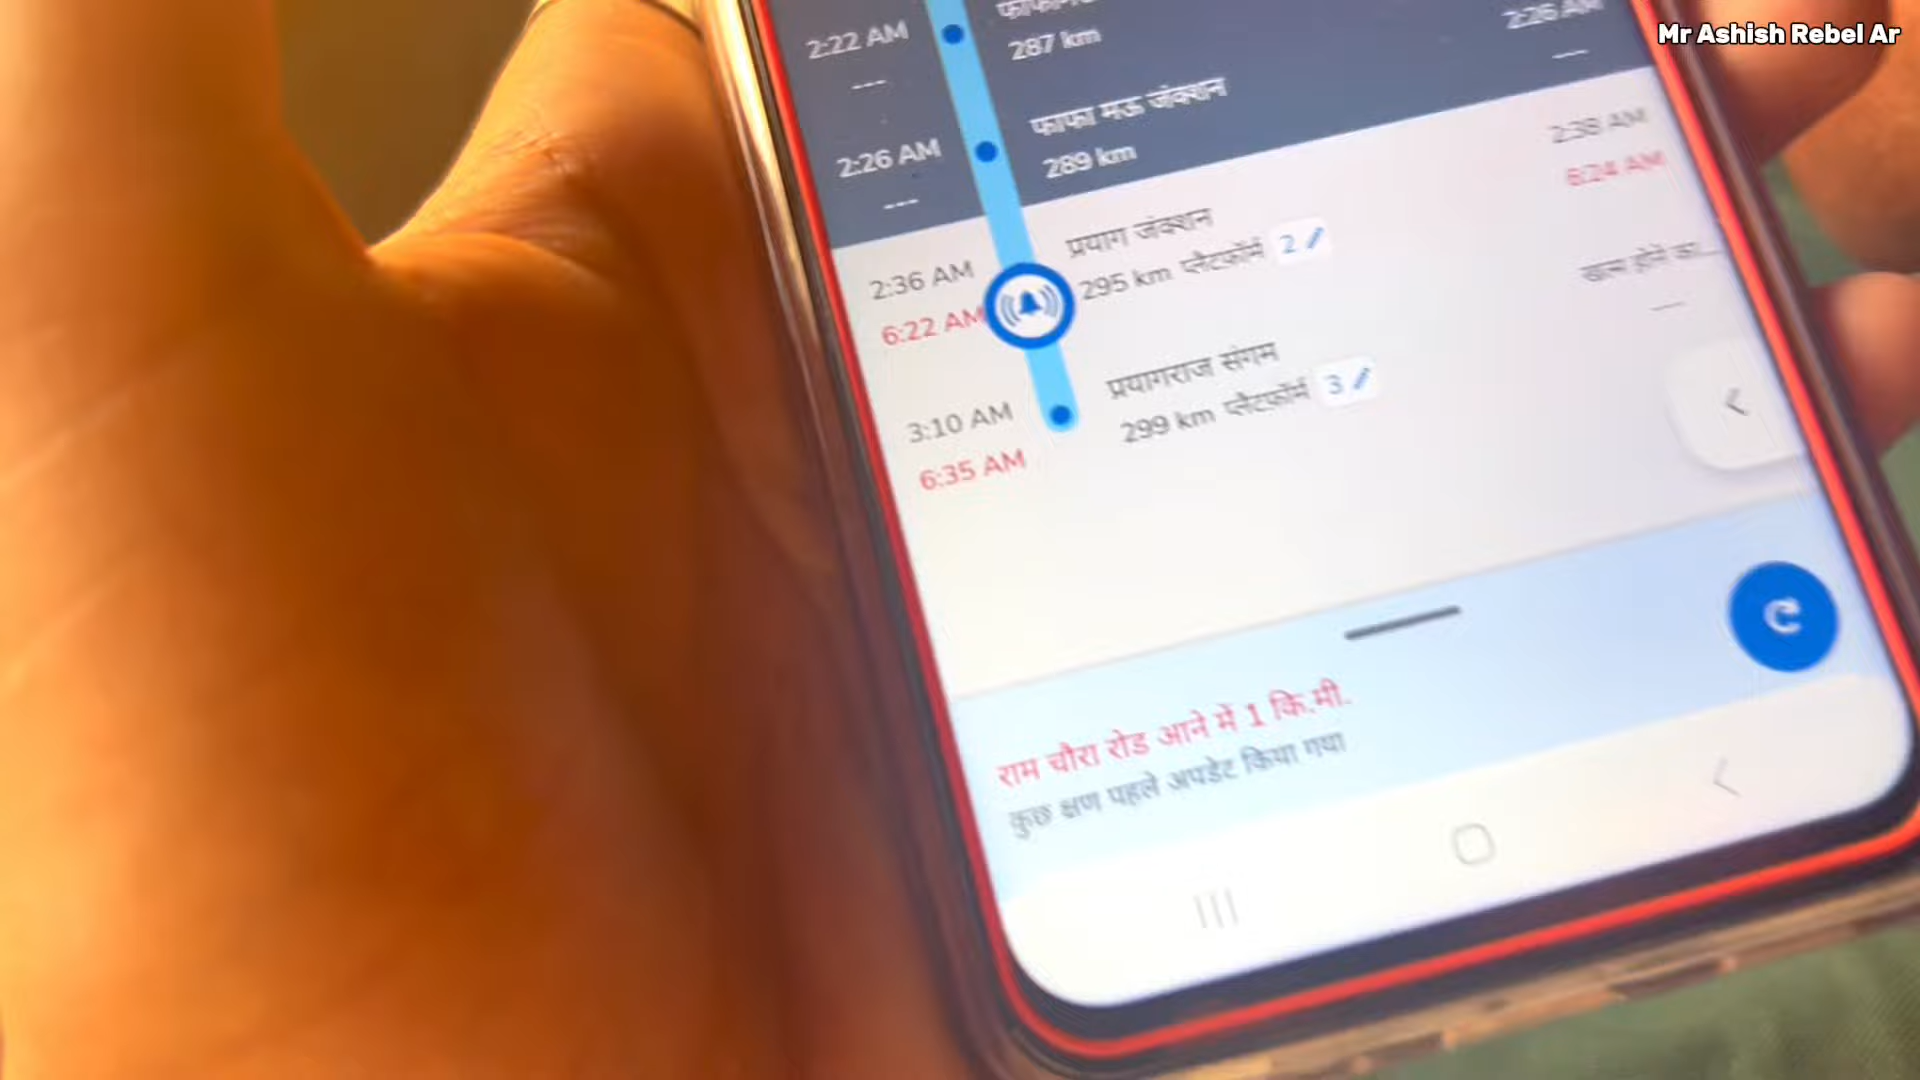 Mr Ashish Rebel Ar
2:22 AM
---
287 km
2:26 AM
---
2:26 AM
---
फाफा मऊ जंक्शन
289 km
2:36 AM
6:22 AM
प्रयाग जंक्शन
295 km प्लैटफ़ॉर्म 2
2:38 AM
6:24 AM
3:10 AM
6:35 AM
प्रयागराज संगम
299 km प्लैटफ़ॉर्म 3
खत्म होने का...
---
राम चौरा रोड आने में 1 कि.मी.
कुछ क्षण पहले अपडेट किया गया